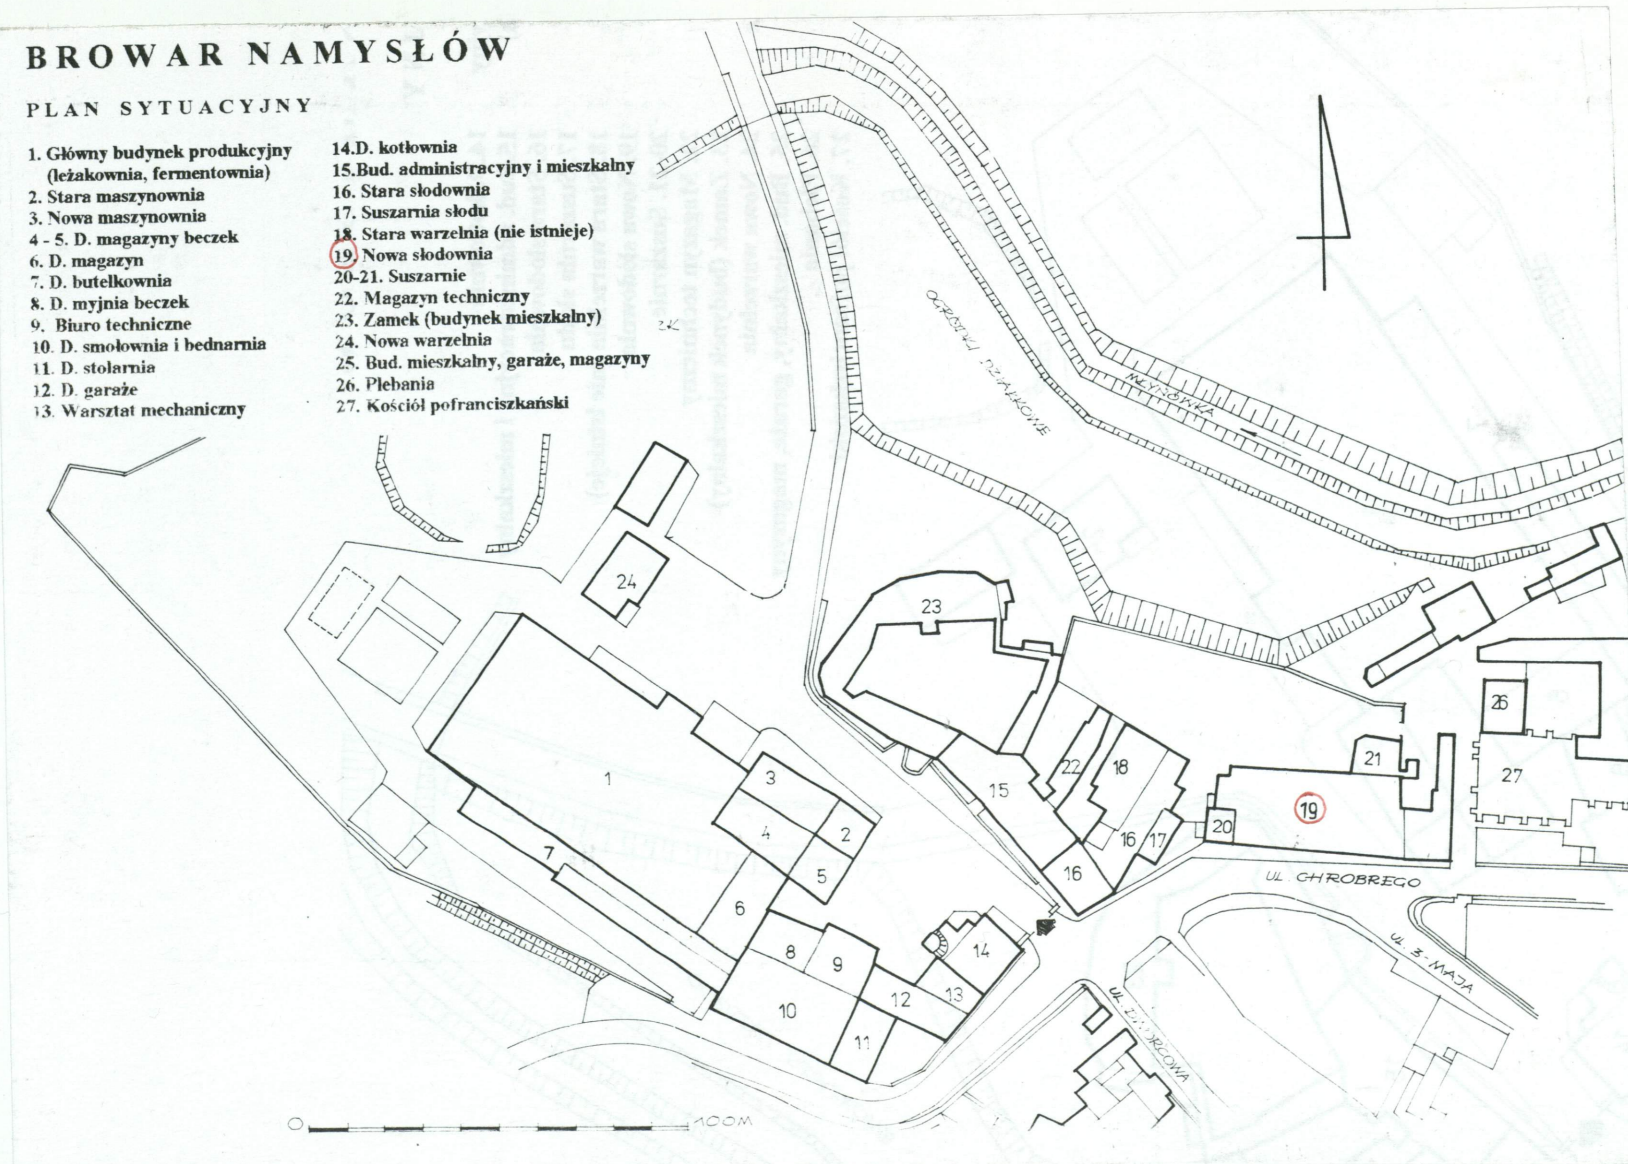 BROWAR NAMYSŁÓW
PLAN SYTUACYJNY
1. Główny budynek produkcyjny
(leżakownia, fermentownia)
2. Stara maszynownia
3. Nowa maszynownia
4 - 5. D. magazyny beczek
6. D. magazyn
7. D. butelkownia
8. D. myjnia beczek
9. Biuro techniczne
10. D. smołownia i bednarnia
11. D. stolarnia
12. D. garaże
13. Warsztat mechaniczny
14.D. kotłownia
15.Bud. administracyjny i mieszkalny
16. Stara słodownia
17. Suszarnia słodu
18. Stara warzelnia (nie istnieje)
19. Nowa słodownia
20-21. Suszarnie
22. Magazyn techniczny
23. Zamek (budynek mieszkalny)
24. Nowa warzelnia
25. Bud. mieszkalny, garaże, magazyny
26. Plebania
27. Kościół pofranciszkański
OGRÓDKI DZIAŁKOWE
MŁYNÓWKA
24
23
26
27
21
22
18
15
19
20
16
17
16
1
3
2
4
5
7
6
8
9
10
11
12
13
14
UL. CHROBREGO
UL. 3-MAJA
UL. DWORCOWA
0
100M